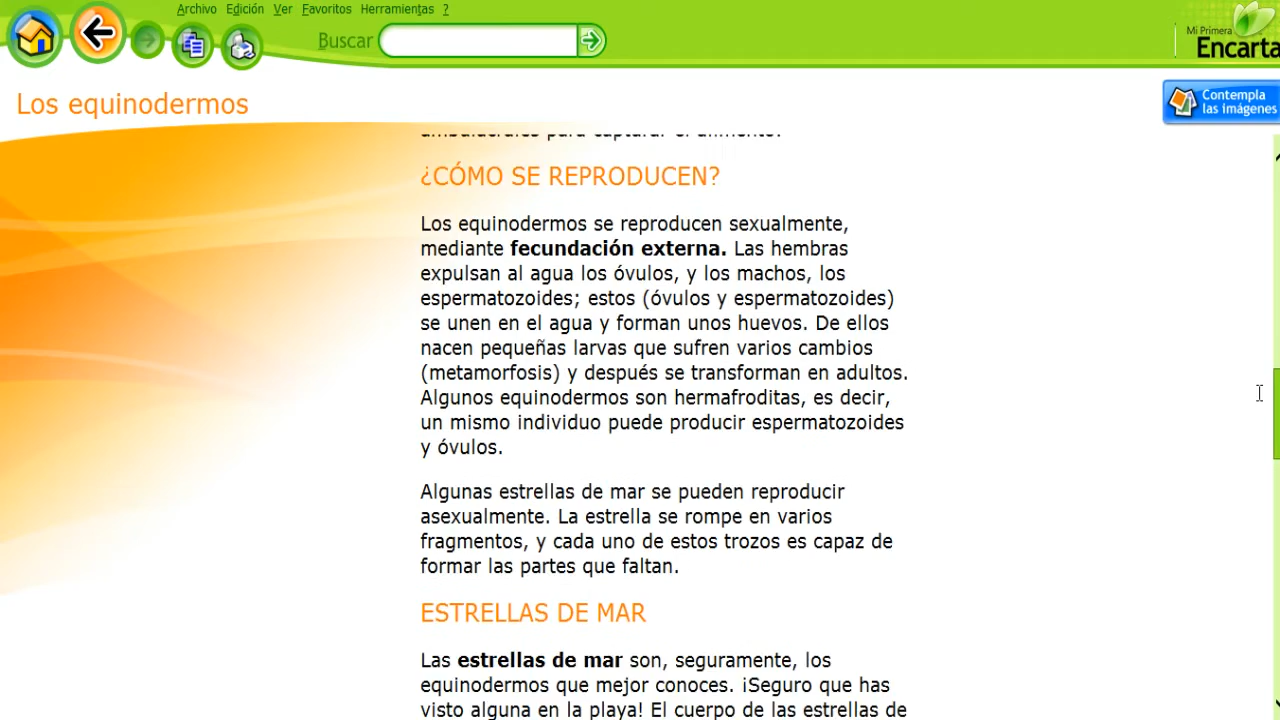 Archivo Edición Ver Favoritos Herramientas ?
Buscar
Mi Primera
Encarta
Los equinodermos
Contempla
las imágenes
ambulacrales para capturar el alimento.
¿CÓMO SE REPRODUCEN?
Los equinodermos se reproducen sexualmente,
mediante fecundación externa. Las hembras
expulsan al agua los óvulos, y los machos, los
espermatozoides; estos (óvulos y espermatozoides)
se unen en el agua y forman unos huevos. De ellos
nacen pequeñas larvas que sufren varios cambios
(metamorfosis) y después se transforman en adultos.
Algunos equinodermos son hermafroditas, es decir,
un mismo individuo puede producir espermatozoides
y óvulos.
Algunas estrellas de mar se pueden reproducir
asexualmente. La estrella se rompe en varios
fragmentos, y cada uno de estos trozos es capaz de
formar las partes que faltan.
ESTRELLAS DE MAR
Las estrellas de mar son, seguramente, los
equinodermos que mejor conoces. ¡Seguro que has
visto alguna en la playa! El cuerpo de las estrellas de